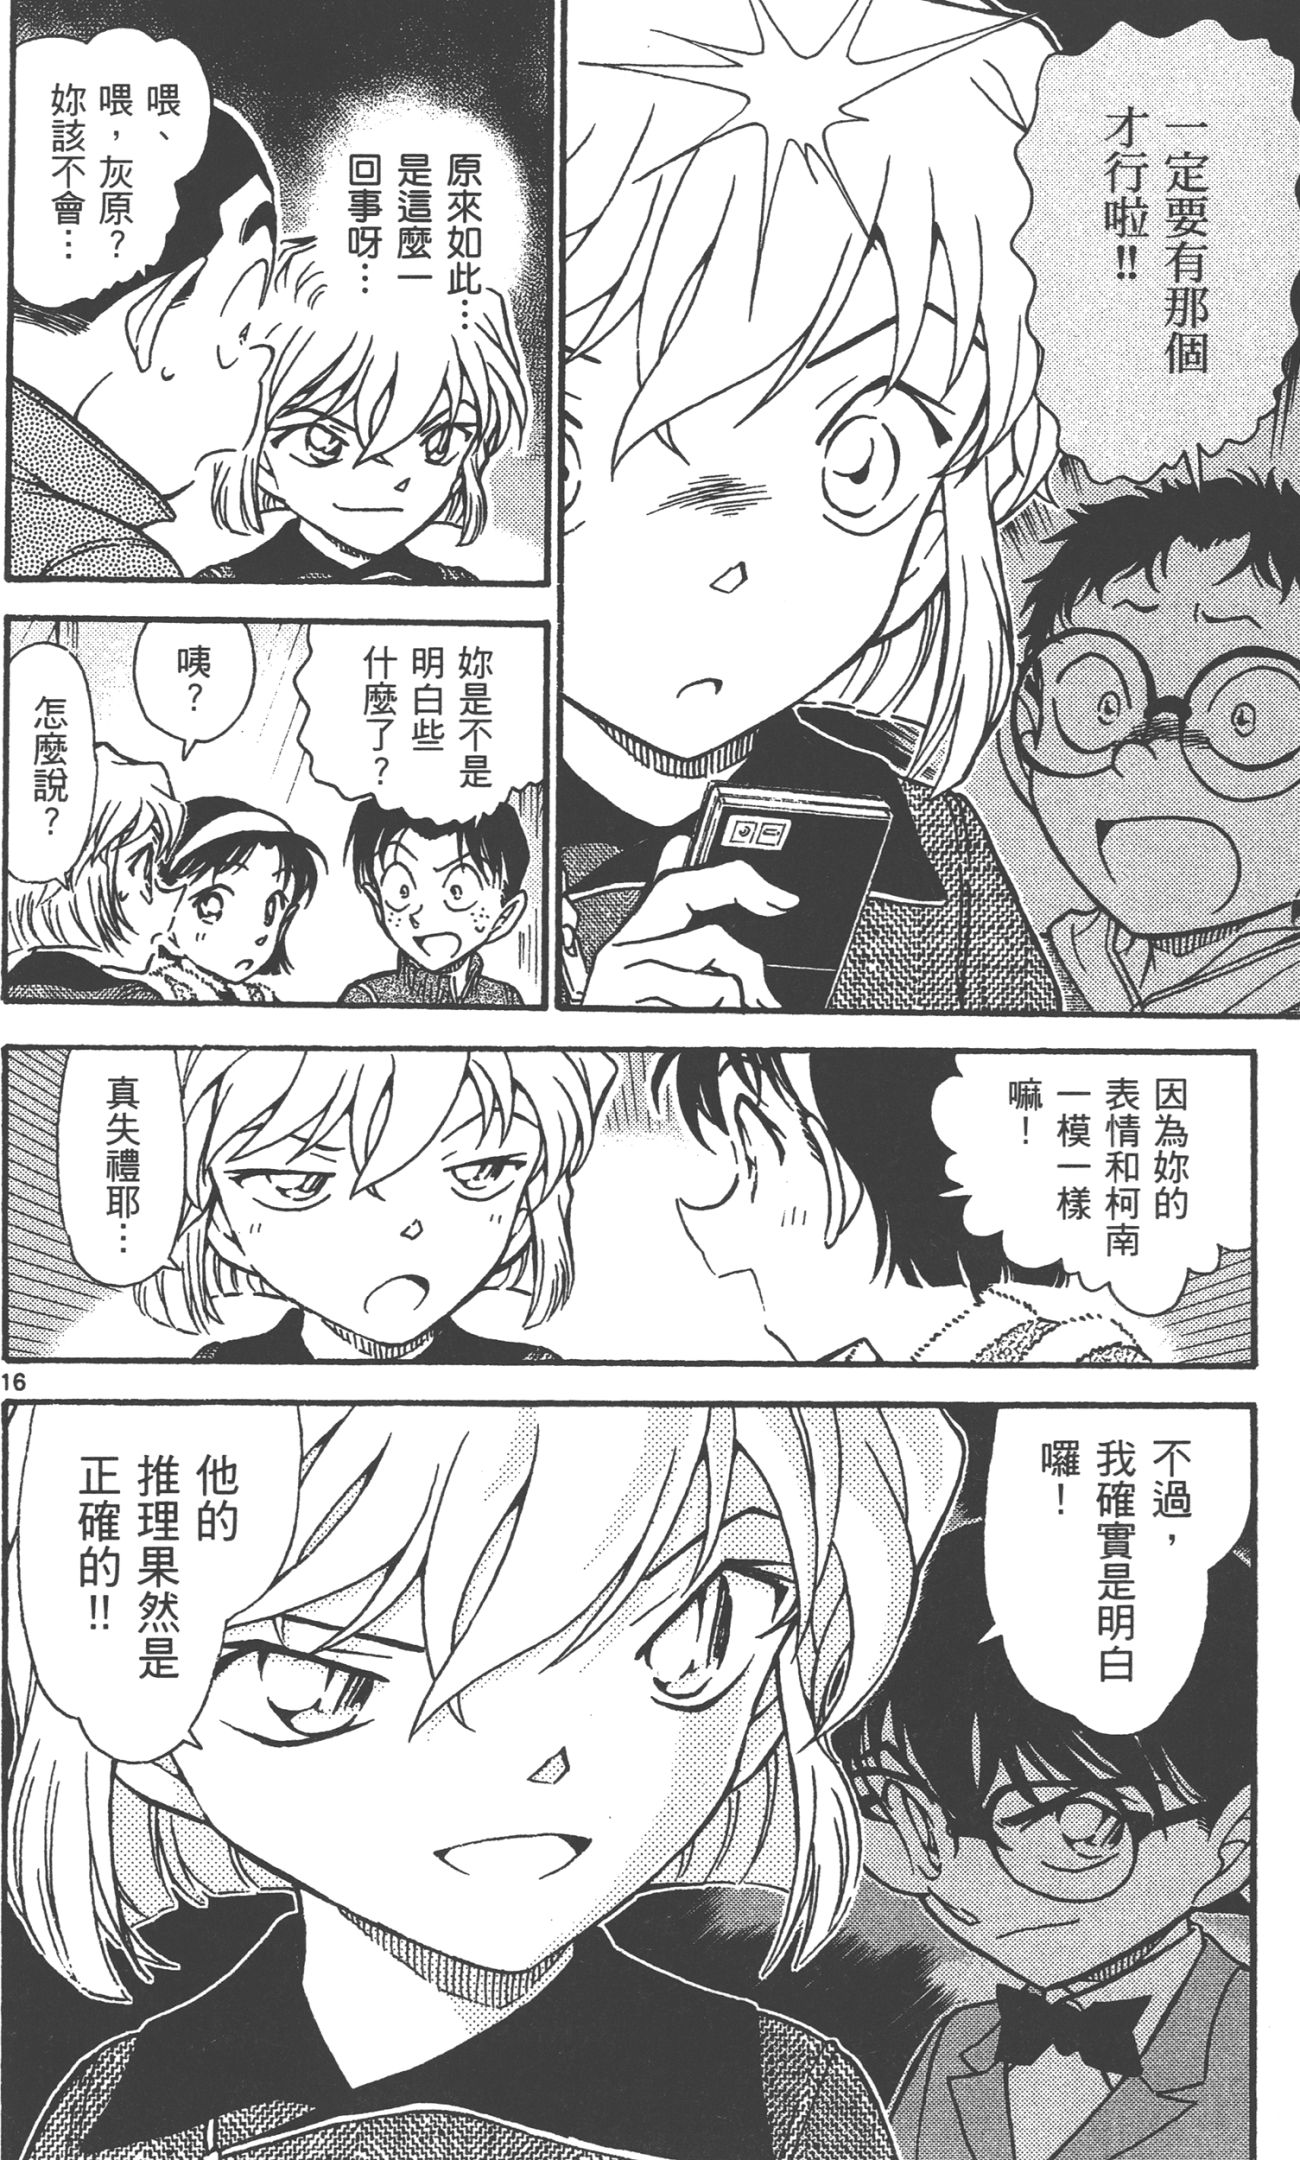 一定要有那個
才行啦!!
原來如此…
是這麼一
回事呀…
喂、
喂，灰原？
妳該不會…
妳是不是
明白些
什麼了？
咦？
怎麼說？
因為妳的
表情和柯南
一模一樣
嘛！
真失禮耶…
16
不過，
我確實是明白
囉！
他的
推理果然是
正確的!!